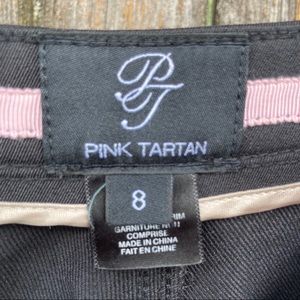 PT
PINK TARTAN
8
GARNITURE
COMPRISE
MADE IN CHINA
FAIT EN CHINE